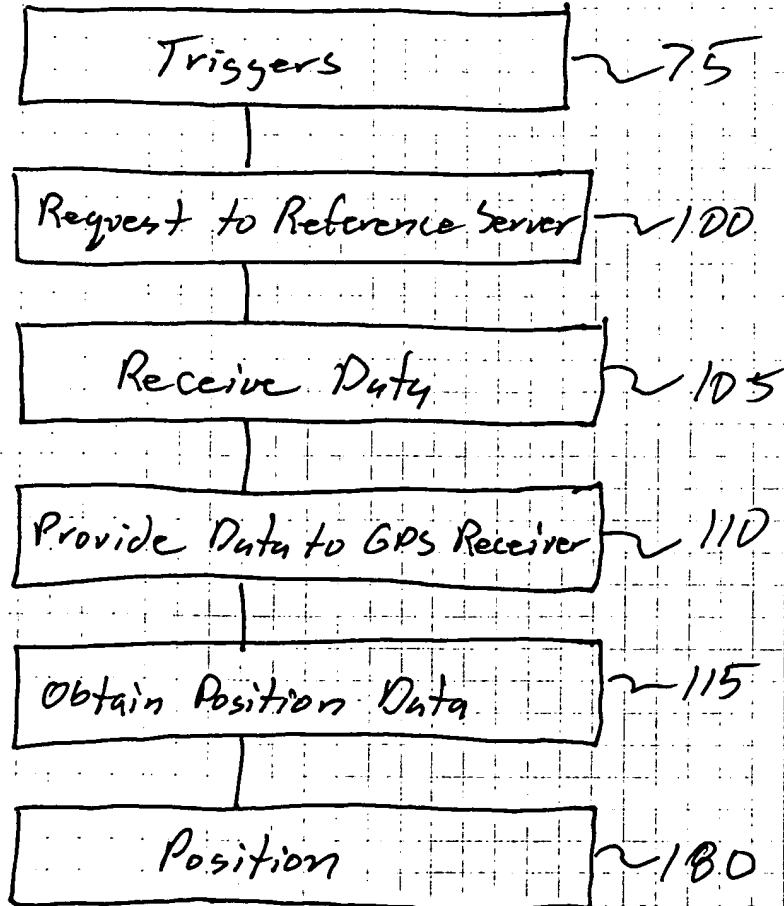 Triggers 75
Request to Reference Server 100
Receive Data 105
Provide Data to GPS Receiver 110
Obtain Position Data 115
Position 180